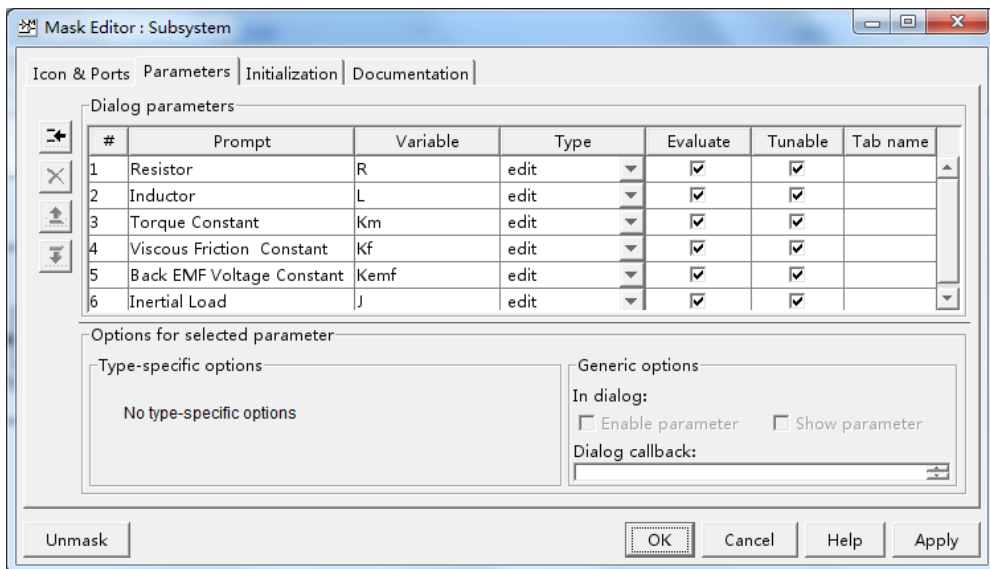 Mask Editor : Subsystem
Icon & Ports Parameters Initialization Documentation
Dialog parameters
# Prompt Variable Type Evaluate Tunable Tab name
1 Resistor R edit
2 Inductor L edit
3 Torque Constant Km edit
4 Viscous Friction Constant Kf edit
5 Back EMF Voltage Constant Kemf edit
6 Inertial Load J edit
Options for selected parameter
Type-specific options
No type-specific options
Generic options
In dialog:
Enable parameter Show parameter
Dialog callback:
Unmask OK Cancel Help Apply